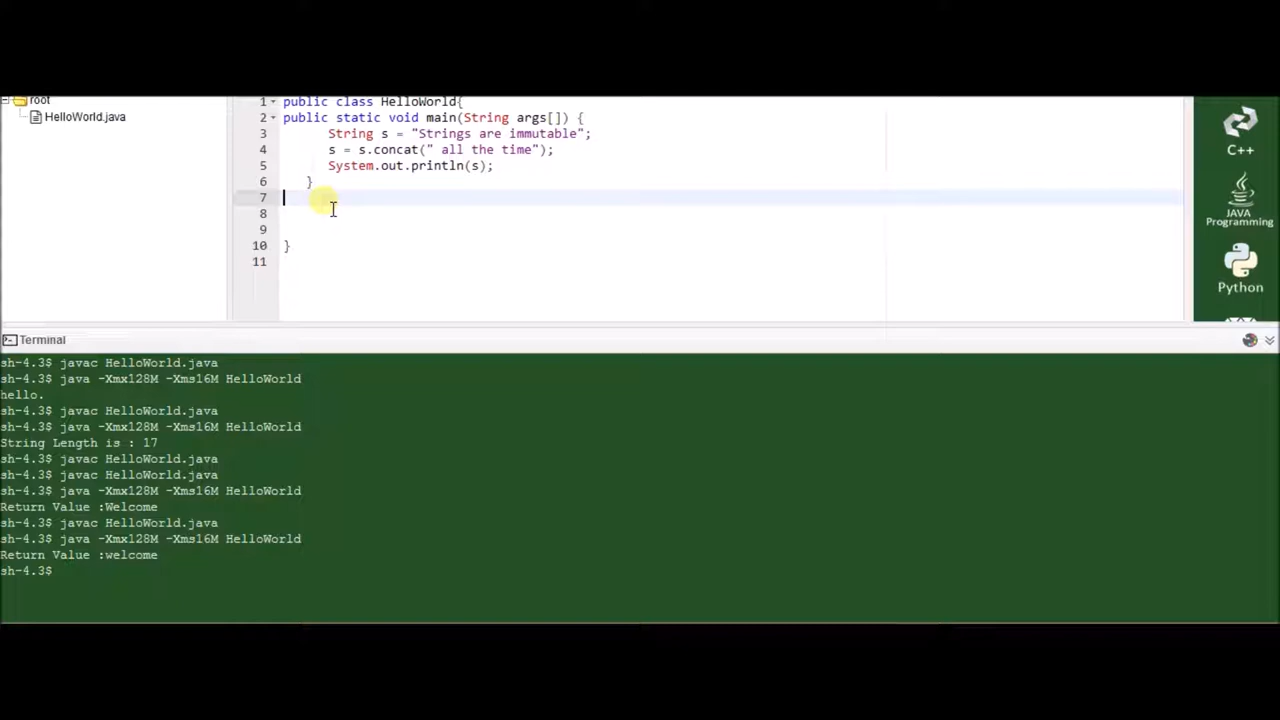 root
HelloWorld.java
1 public class HelloWorld{
2 public static void main(String args[]) {
3 String s = "Strings are immutable";
4 s = s.concat(" all the time");
5 System.out.println(s);
6 }
7
8
9
10 }
11
C++
JAVA
Programming
Python
Terminal
sh-4.3$ javac HelloWorld.java
sh-4.3$ java -Xmx128M -Xms16M HelloWorld
hello.
sh-4.3$ javac HelloWorld.java
sh-4.3$ java -Xmx128M -Xms16M HelloWorld
String Length is : 17
sh-4.3$ javac HelloWorld.java
sh-4.3$ javac HelloWorld.java
sh-4.3$ java -Xmx128M -Xms16M HelloWorld
Return Value :Welcome
sh-4.3$ javac HelloWorld.java
sh-4.3$ java -Xmx128M -Xms16M HelloWorld
Return Value :welcome
sh-4.3$